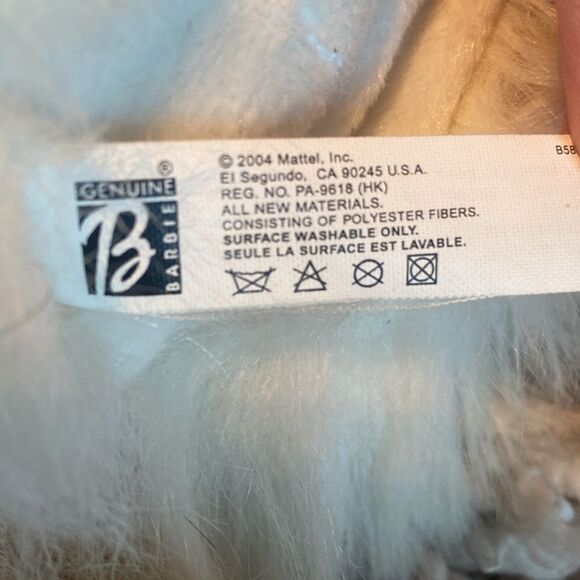 GENUINE ®
B
BARBIE
© 2004 Mattel, Inc.
El Segundo, CA 90245 U.S.A.
REG. NO. PA-9618 (HK)
ALL NEW MATERIALS.
CONSISTING OF POLYESTER FIBERS.
SURFACE WASHABLE ONLY.
SEULE LA SURFACE EST LAVABLE.
B58